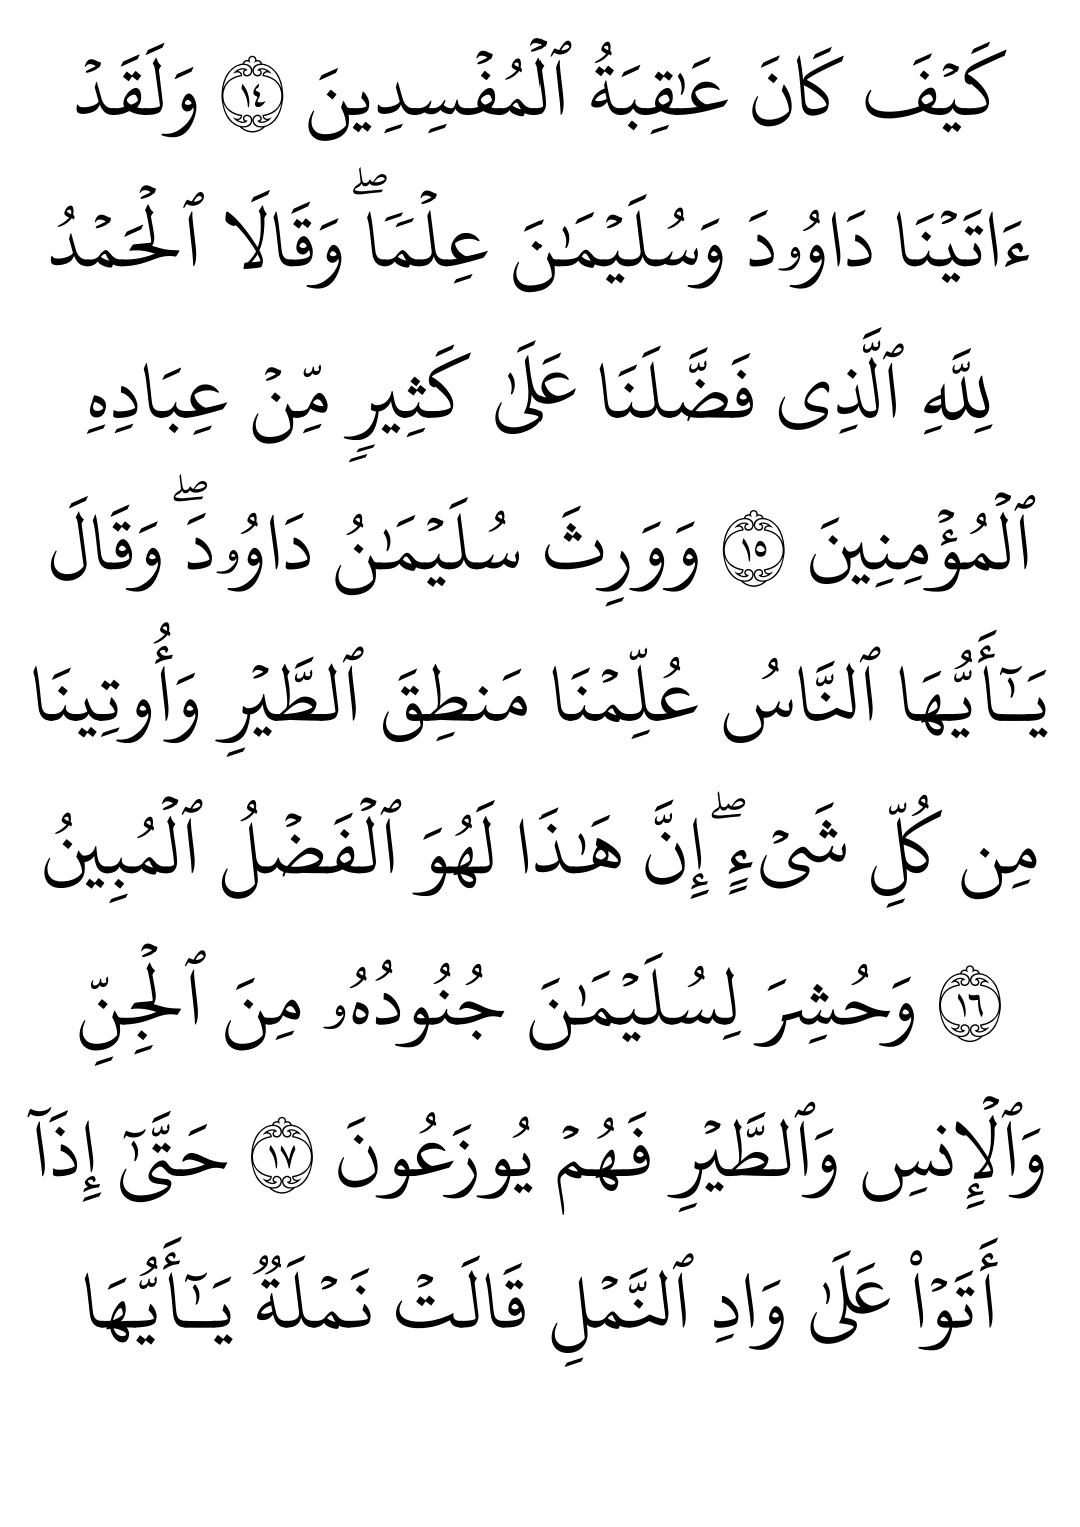 كَيْفَ كَانَ عَـٰقِبَةُ ٱلْمُفْسِدِينَ ١٤ وَلَقَدْ
ءَاتَيْنَا دَاوُۥدَ وَسُلَيْمَـٰنَ عِلْمًۭا ۖ وَقَالَا ٱلْحَمْدُ
لِلَّهِ ٱلَّذِى فَضَّلَنَا عَلَىٰ كَثِيرٍۢ مِّنْ عِبَادِهِ
ٱلْمُؤْمِنِينَ ١٥ وَوَرِثَ سُلَيْمَـٰنُ دَاوُۥدَ ۖ وَقَالَ
يَـٰٓأَيُّهَا ٱلنَّاسُ عُلِّمْنَا مَنطِقَ ٱلطَّيْرِ وَأُوتِينَا
مِن كُلِّ شَىْءٍ ۖ إِنَّ هَـٰذَا لَهُوَ ٱلْفَضْلُ ٱلْمُبِينُ
١٦ وَحُشِرَ لِسُلَيْمَـٰنَ جُنُودُهُۥ مِنَ ٱلْجِنِّ
وَٱلْإِنسِ وَٱلطَّيْرِ فَهُمْ يُوزَعُونَ ١٧ حَتَّىٰٓ إِذَآ
أَتَوْا۟ عَلَىٰ وَادِ ٱلنَّمْلِ قَالَتْ نَمْلَةٌۭ يَـٰٓأَيُّهَا